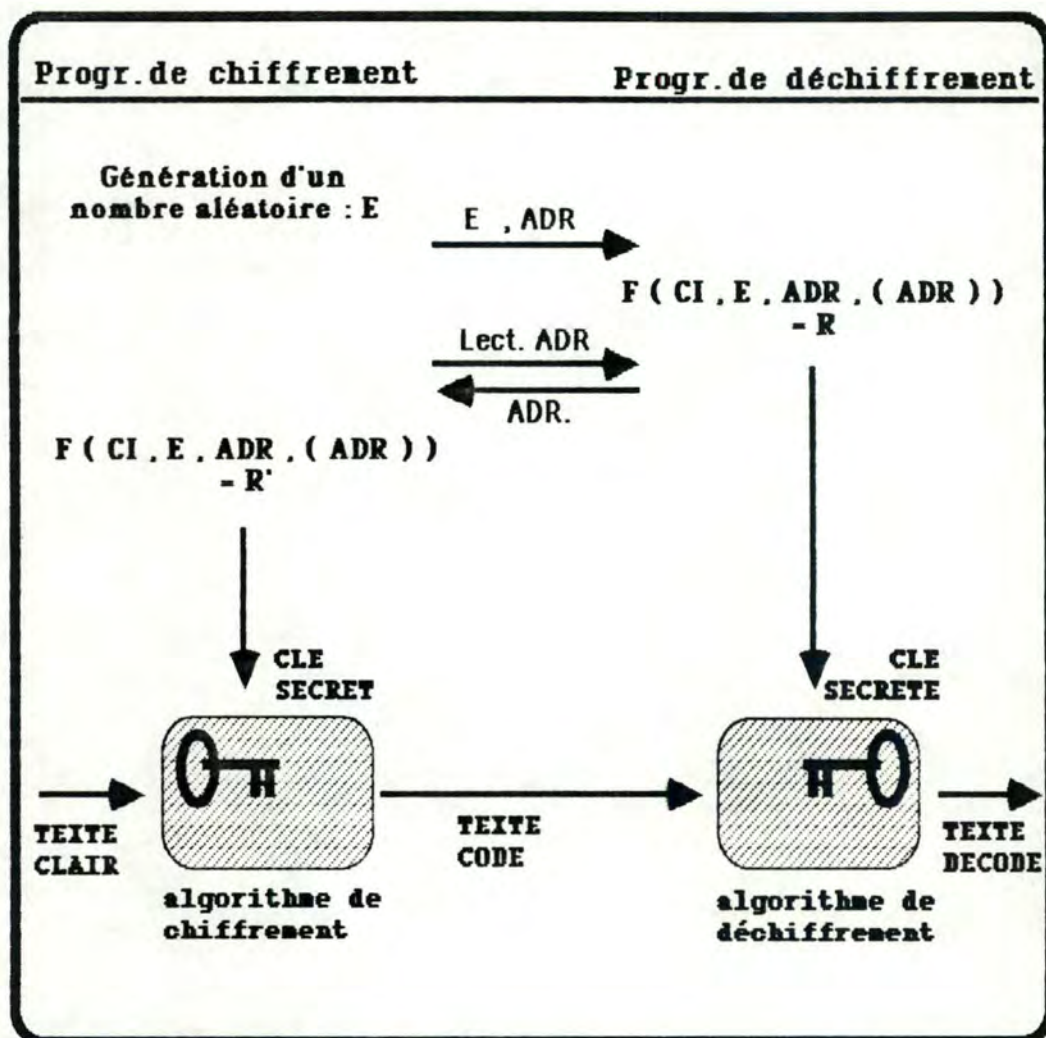 Progr.de chiffrement
Progr.de déchiffrement
Génération d'un
nombre aléatoire : E
E , ADR
F ( CI , E , ADR , ( ADR ) )
= R
Lect. ADR
ADR.
F ( CI , E , ADR , ( ADR ) )
= R'
CLE
SECRET
CLE
SECRETE
TEXTE
CLAIR
TEXTE
CODE
TEXTE
DECODE
algorithme de
chiffrement
algorithme de
déchiffrement